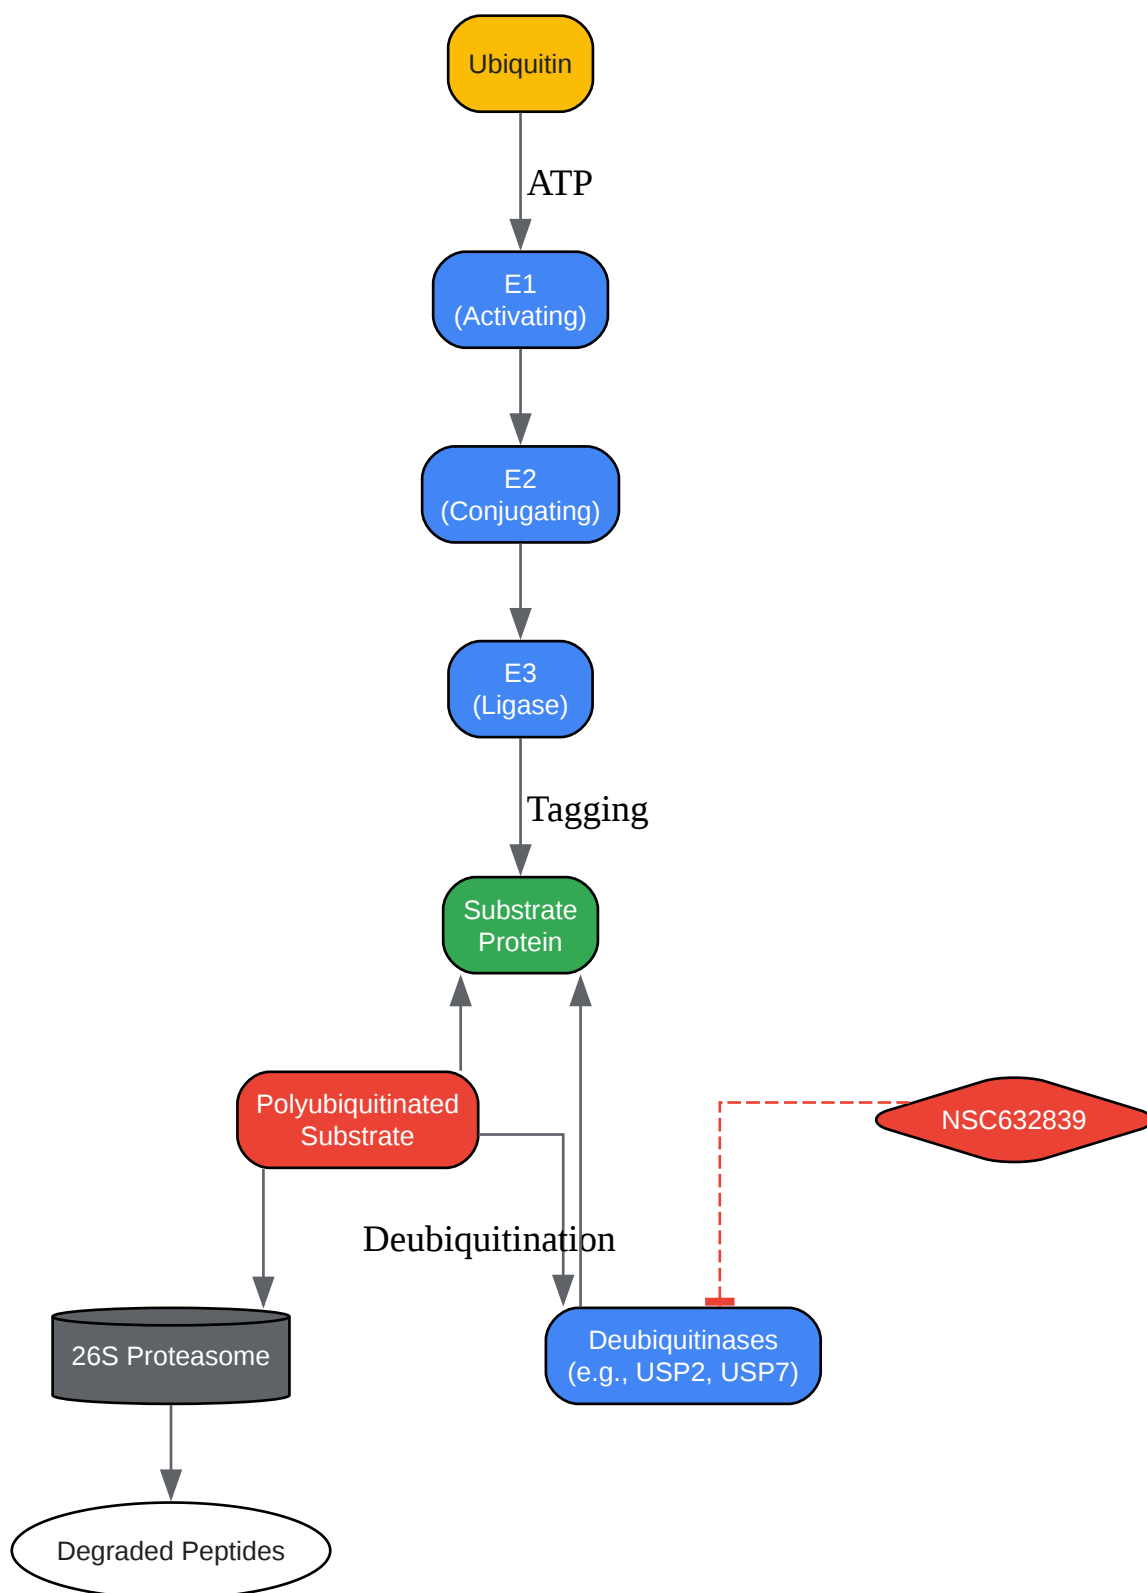 Ubiquitin
ATP
E1
(Activating)
E2
(Conjugating)
E3
(Ligase)
Tagging
Substrate
Protein
Polyubiquitinated
Substrate
NSC632839
Deubiquitination
26S Proteasome
Deubiquitinases
(e.g., USP2, USP7)
Degraded Peptides